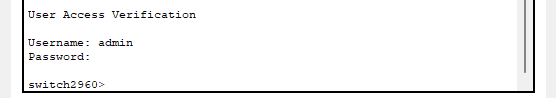 User Access Verification
Username: admin
Password:
switch2960>